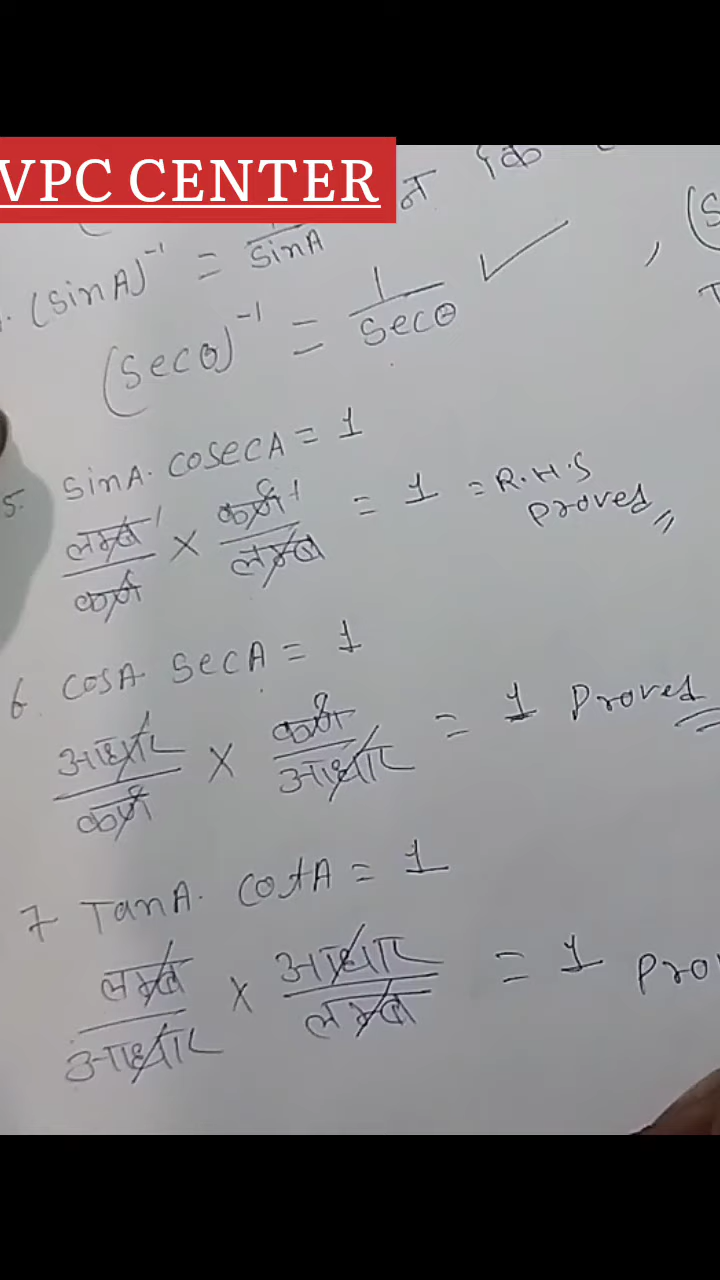 VPC CENTER
न कि
(sinA)⁻¹ = 1/sinA
(secθ)⁻¹ = 1/secθ ✓
5. sinA. cosecA = 1
लम्ब/कर्ण × कर्ण/लम्ब = 1 = R.H.S
Proved
6 cosA. secA = 1
आधार/कर्ण × कर्ण/आधार = 1 Proved
7 TanA. cotA = 1
लम्ब/आधार × आधार/लम्ब = 1 Pro